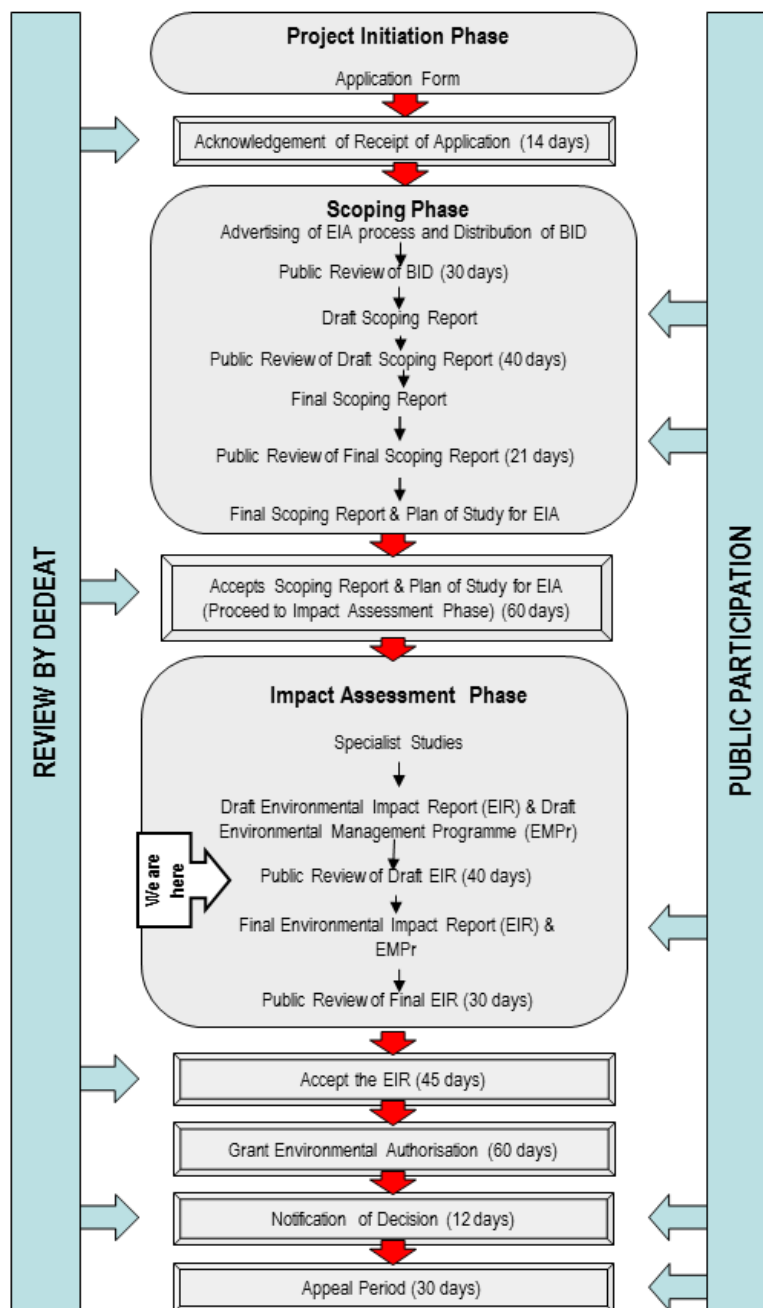 Project Initiation Phase
Application Form
Acknowledgement of Receipt of Application (14 days)
Scoping Phase
Advertising of EIA process and Distribution of BID
Public Review of BID (30 days)
Draft Scoping Report
Public Review of Draft Scoping Report (40 days)
Final Scoping Report
Public Review of Final Scoping Report (21 days)
Final Scoping Report & Plan of Study for EIA
Accepts Scoping Report & Plan of Study for EIA
(Proceed to Impact Assessment Phase) (60 days)
Impact Assessment Phase
Specialist Studies
Draft Environmental Impact Report (EIR) & Draft
Environmental Management Programme (EMPr)
We are
here
Public Review of Draft EIR (40 days)
Final Environmental Impact Report (EIR) &
EMPr
Public Review of Final EIR (30 days)
Accept the EIR (45 days)
Grant Environmental Authorisation (60 days)
Notification of Decision (12 days)
Appeal Period (30 days)
REVIEW BY DEDEAT
PUBLIC PARTICIPATION